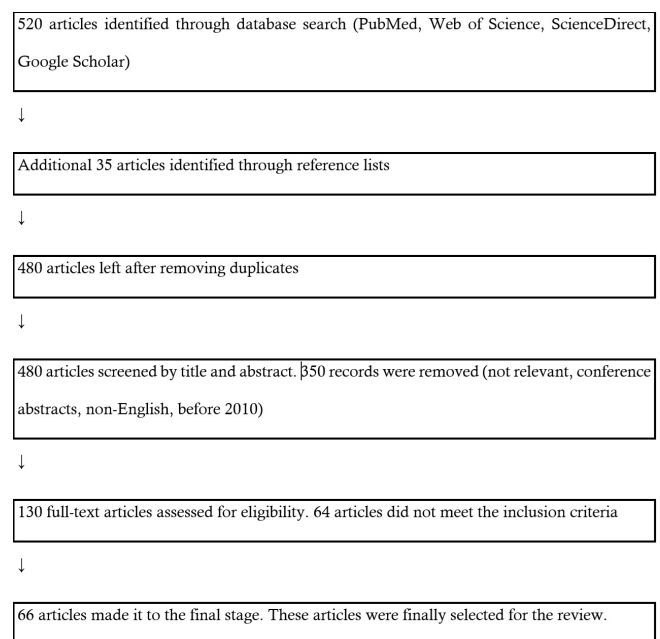 520 articles identified through database search (PubMed, Web of Science, ScienceDirect,
Google Scholar)
↓
Additional 35 articles identified through reference lists
↓
480 articles left after removing duplicates
↓
480 articles screened by title and abstract. 350 records were removed (not relevant, conference
abstracts, non-English, before 2010)
↓
130 full-text articles assessed for eligibility. 64 articles did not meet the inclusion criteria
↓
66 articles made it to the final stage. These articles were finally selected for the review.